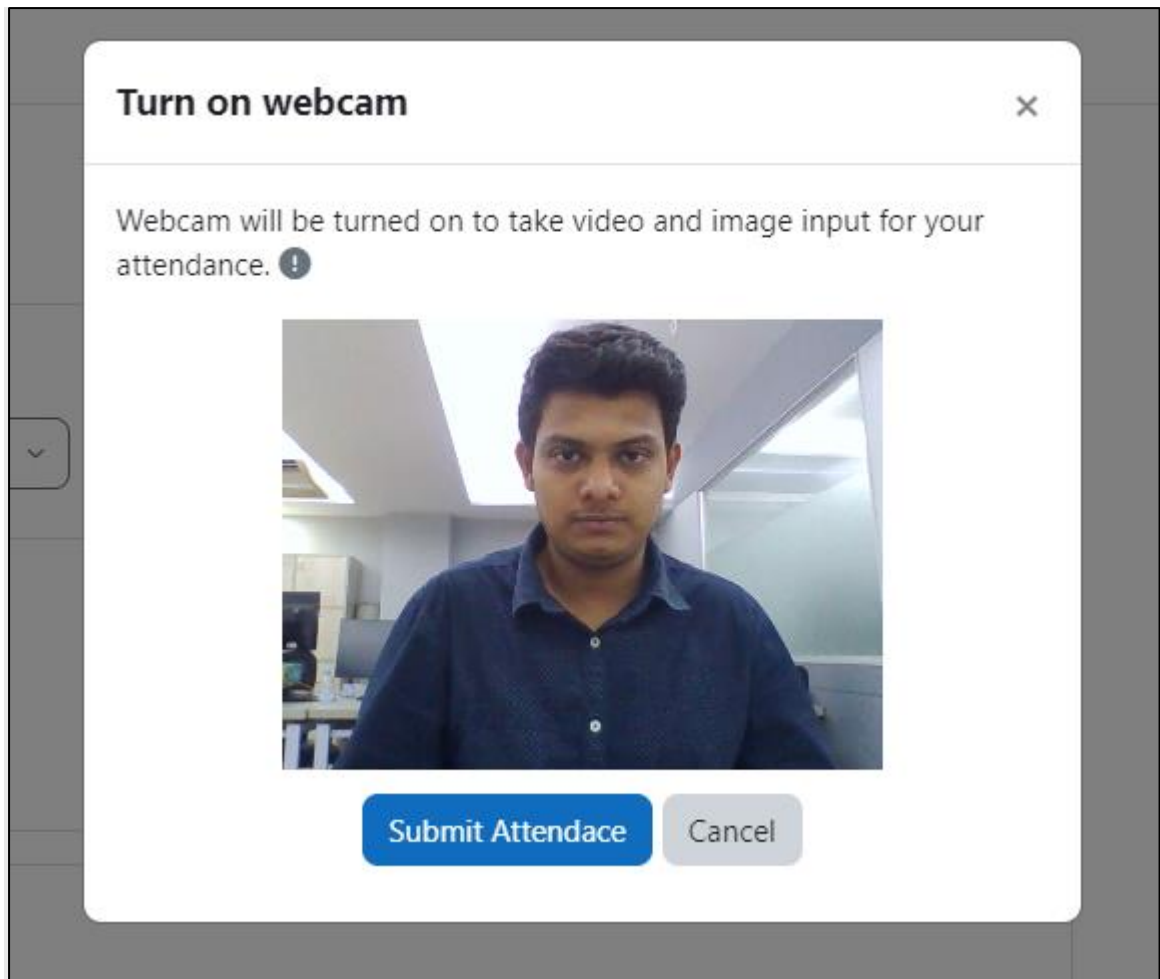 Turn on webcam
Webcam will be turned on to take video and image input for your
attendance.
Submit Attendace
Cancel